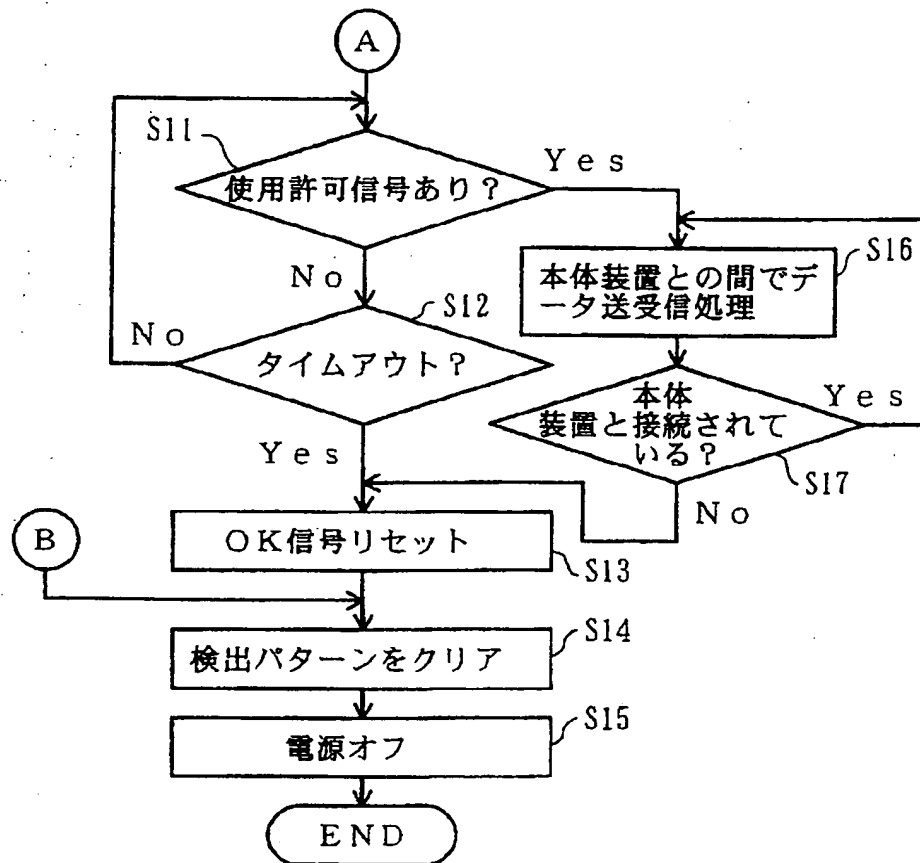 A
S11
使用許可信号あり？
Yes
No
S12
タイムアウト？
No
Yes
S16
本体装置との間でデ
ータ送受信処理
本体
装置と接続されて
いる？
Yes
S17
No
B
OK信号リセット
S13
検出パターンをクリア
S14
電源オフ
S15
END